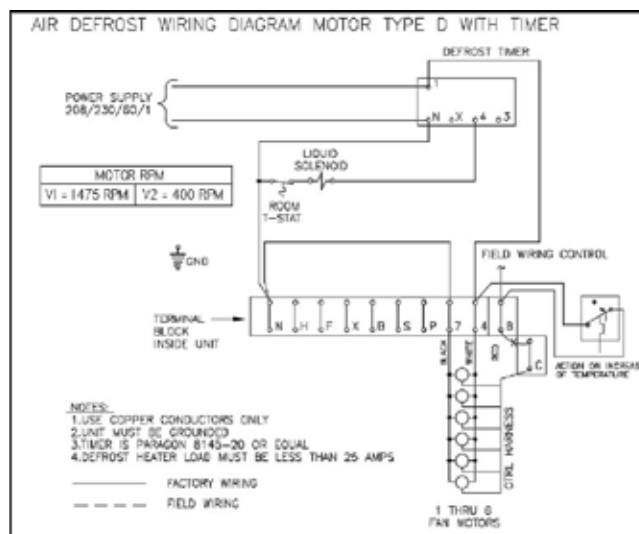 AIR DEFROST WIRING DIAGRAM MOTOR TYPE D WITH TIMER
DEFROST TIMER
1
POWER SUPPLY
208/230/60/1
N X 4 3
LIQUID
SOLENOID
MOTOR RPM
V1 = 1475 RPM V2 = 400 RPM
ROOM
T-STAT
GND
FIELD WIRING CONTROL
TERMINAL
BLOCK
INSIDE UNIT
N H F X B S P 7 4 B
BLACK
WHITE
RED
C
ACTION ON INCREASE
OF TEMPERATURE
NOTES:
1.USE COPPER CONDUCTORS ONLY
2.UNIT MUST BE GROUNDED
3.TIMER IS PARAGON 8145-20 OR EQUAL
4.DEFROST HEATER LOAD MUST BE LESS THAN 25 AMPS
CTRL HARNESS
FACTORY WIRING
FIELD WIRING
1 THRU 6
FAN MOTORS